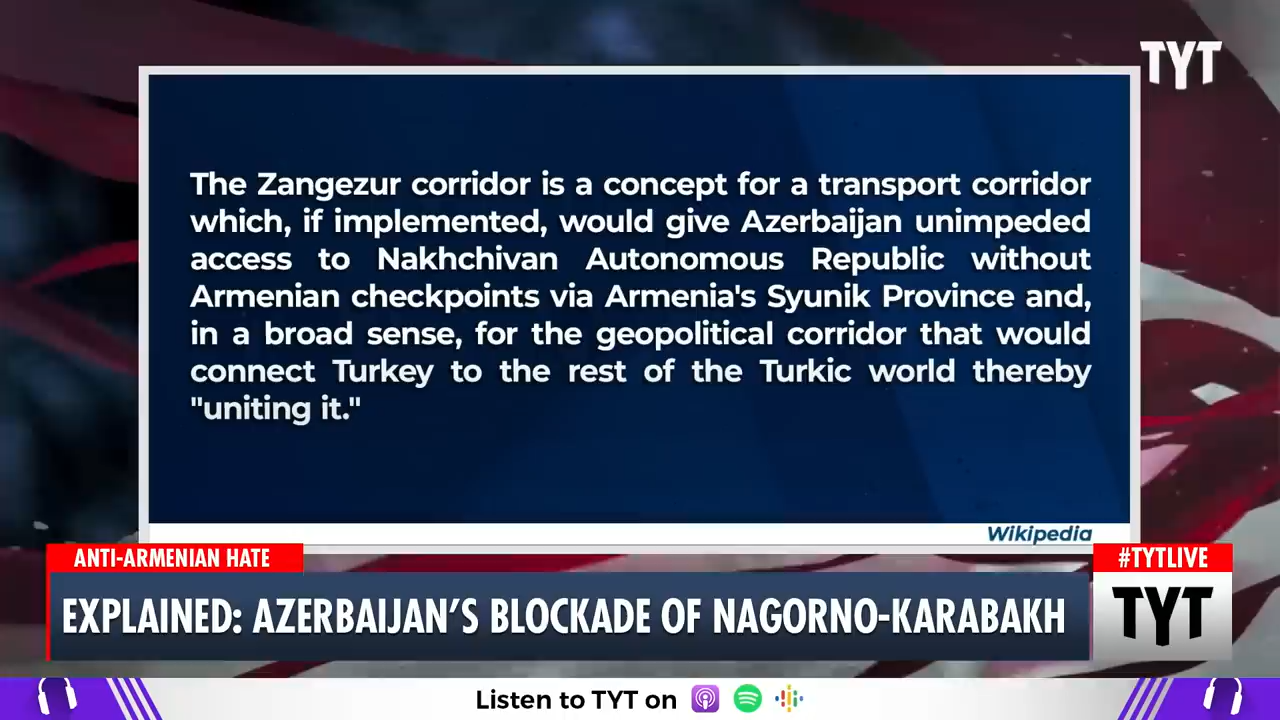 TYT
The Zangezur corridor is a concept for a transport corridor
which, if implemented, would give Azerbaijan unimpeded
access to Nakhchivan Autonomous Republic without
Armenian checkpoints via Armenia's Syunik Province and,
in a broad sense, for the geopolitical corridor that would
connect Turkey to the rest of the Turkic world thereby
"uniting it."
Wikipedia
ANTI-ARMENIAN HATE
#TYTLIVE
EXPLAINED: AZERBAIJAN'S BLOCKADE OF NAGORNO-KARABAKH
TYT
Listen to TYT on